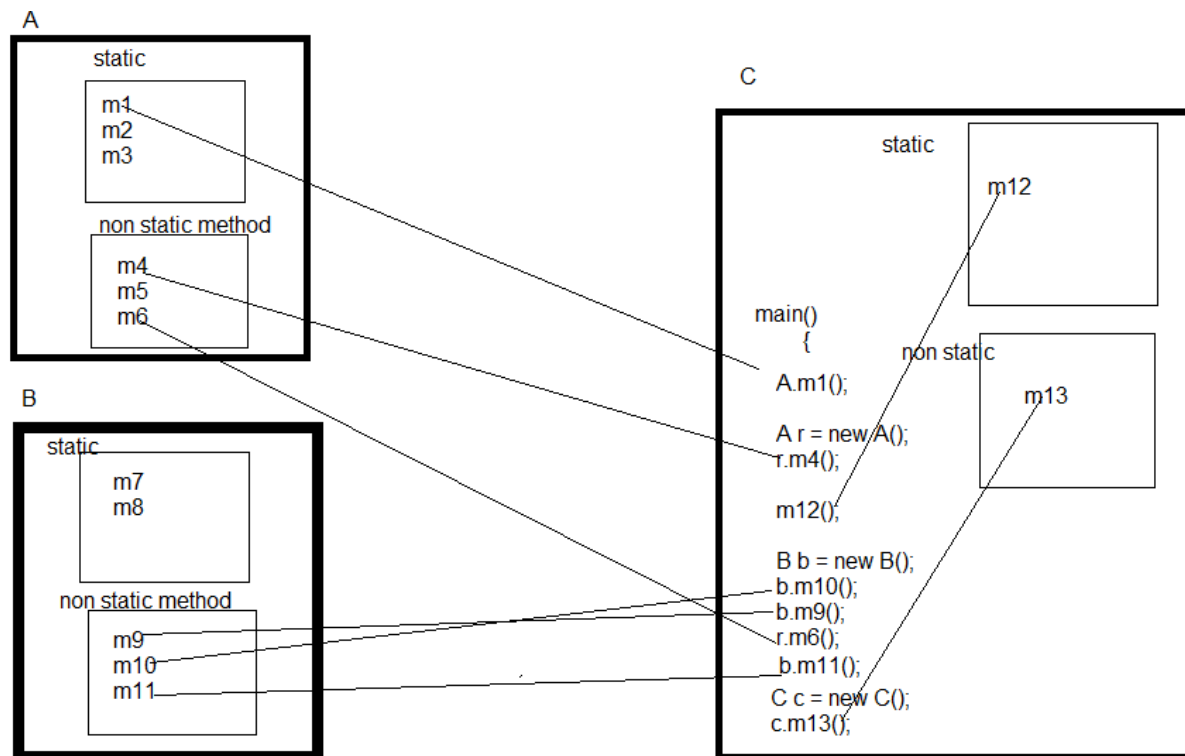 A
static
m1
m2
m3
non static method
m4
m5
m6
B
static
m7
m8
non static method
m9
m10
m11
C
static
m12
non static
m13
main()
{
A.m1();
A r = new A();
r.m4();
m12();
B b = new B();
b.m10();
b.m9();
r.m6();
b.m11();
C c = new C();
c.m13();